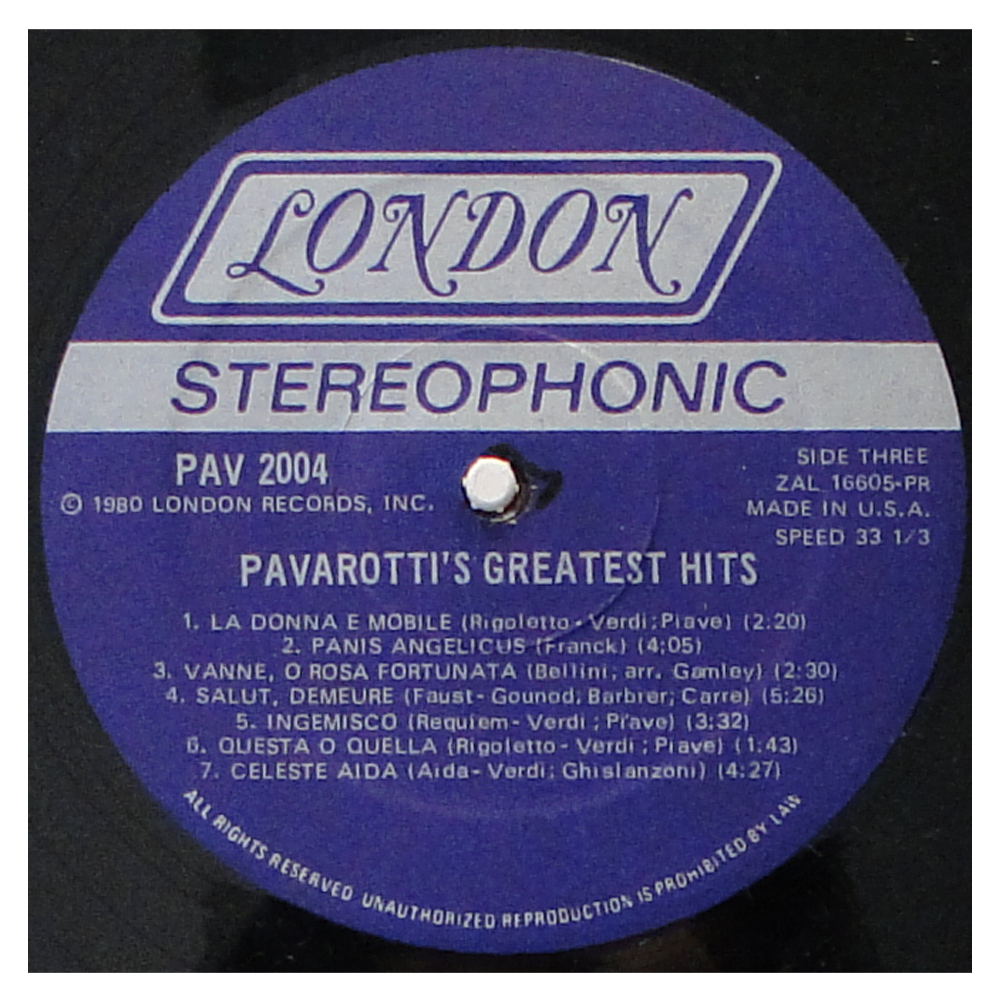 LONDON
STEREOPHONIC
PAV 2004
© 1980 LONDON RECORDS, INC.
SIDE THREE
ZAL 16605-PR
MADE IN U.S.A.
SPEED 33 1/3
PAVAROTTI'S GREATEST HITS
1. LA DONNA E MOBILE (Rigoletto - Verdi; Piave) (2:20)
2. PANIS ANGELICUS (Franck) (4:05)
3. VANNE, O ROSA FORTUNATA (Bellini; arr. Gamley) (2:30)
4. SALUT, DEMEURE (Faust - Gounod; Barbier; Carre) (5:26)
5. INGEMISCO (Requiem - Verdi ; Piave) (3:32)
6. QUESTA O QUELLA (Rigoletto - Verdi ; Piave) (1:43)
7. CELESTE AIDA (Aida - Verdi; Ghislanzoni) (4:27)
ALL RIGHTS RESERVED UNAUTHORIZED REPRODUCTION IS PROHIBITED BY LAW